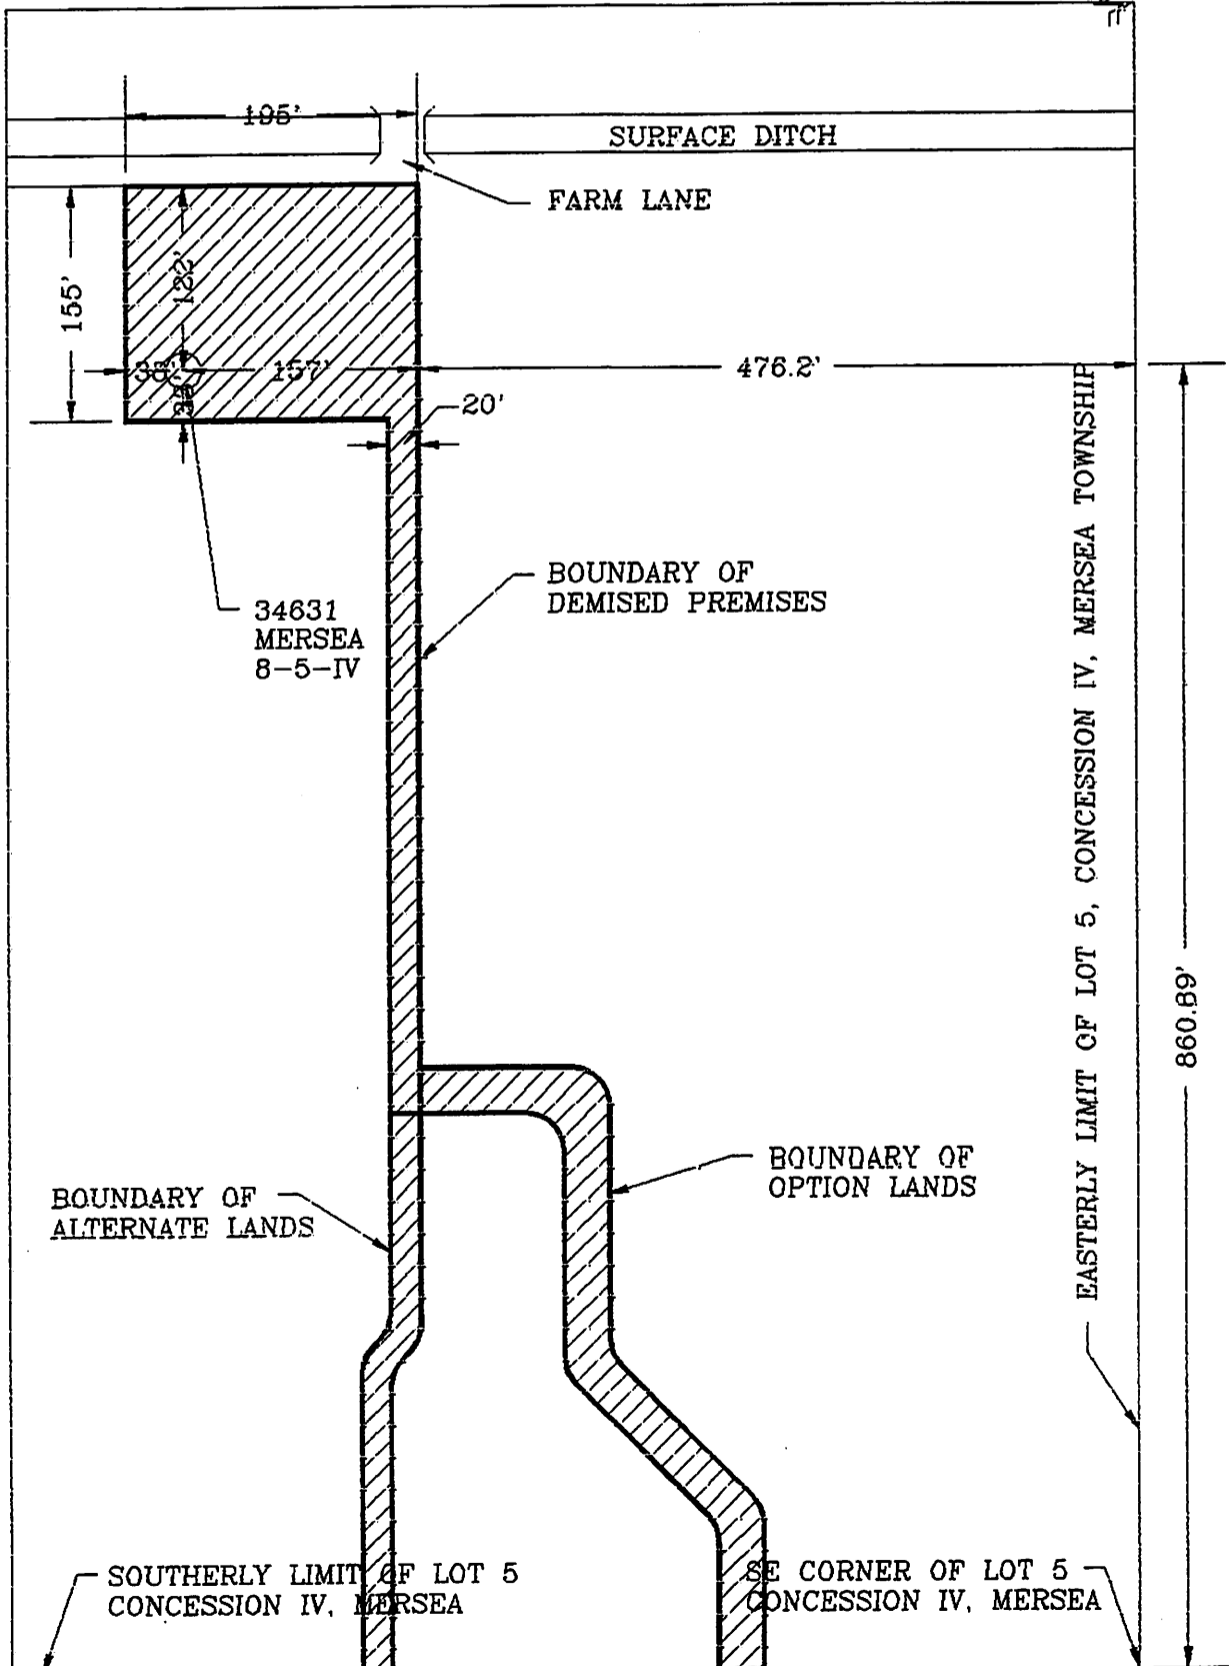 195'
SURFACE DITCH
FARM LANE
155'
122'
38'
157'
33'
476.2'
20'
34631
MERSEA
8-5-IV
BOUNDARY OF
DEMISED PREMISES
EASTERLY LIMIT OF LOT 5, CONCESSION IV, MERSEA TOWNSHIP
860.89'
BOUNDARY OF
OPTION LANDS
BOUNDARY OF
ALTERNATE LANDS
SOUTHERLY LIMIT OF LOT 5
CONCESSION IV, MERSEA
SE CORNER OF LOT 5
CONCESSION IV, MERSEA